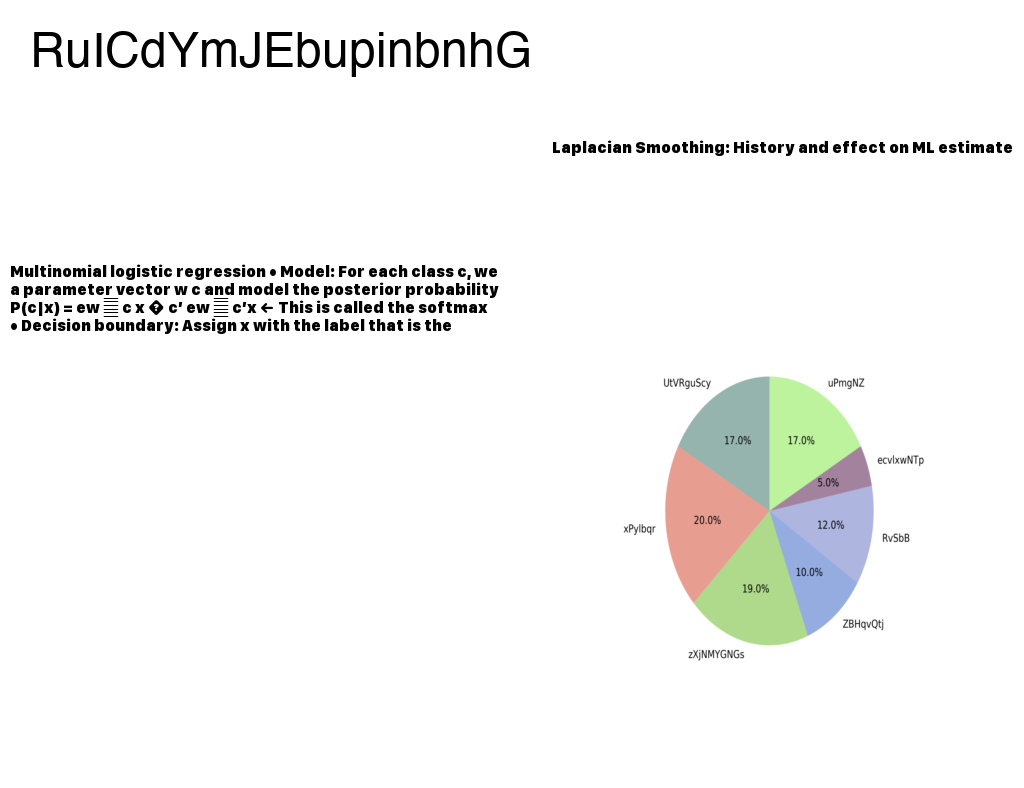 RuICdYmJEbupinbnhG
Laplacian Smoothing: History and effect on ML estimate
Multinomial logistic regression • Model: For each class c, we
a parameter vector w c and model the posterior probability
P(c|x) = ew c x � c’ ew c’x ← This is called the softmax
• Decision boundary: Assign x with the label that is the
UtVRguScy
uPmgNZ
17.0%
17.0%
ecvlxwNTp
5.0%
xPylbqr
20.0%
12.0%
RvSbB
10.0%
19.0%
ZBHqvQtj
zXjNMYGNGs